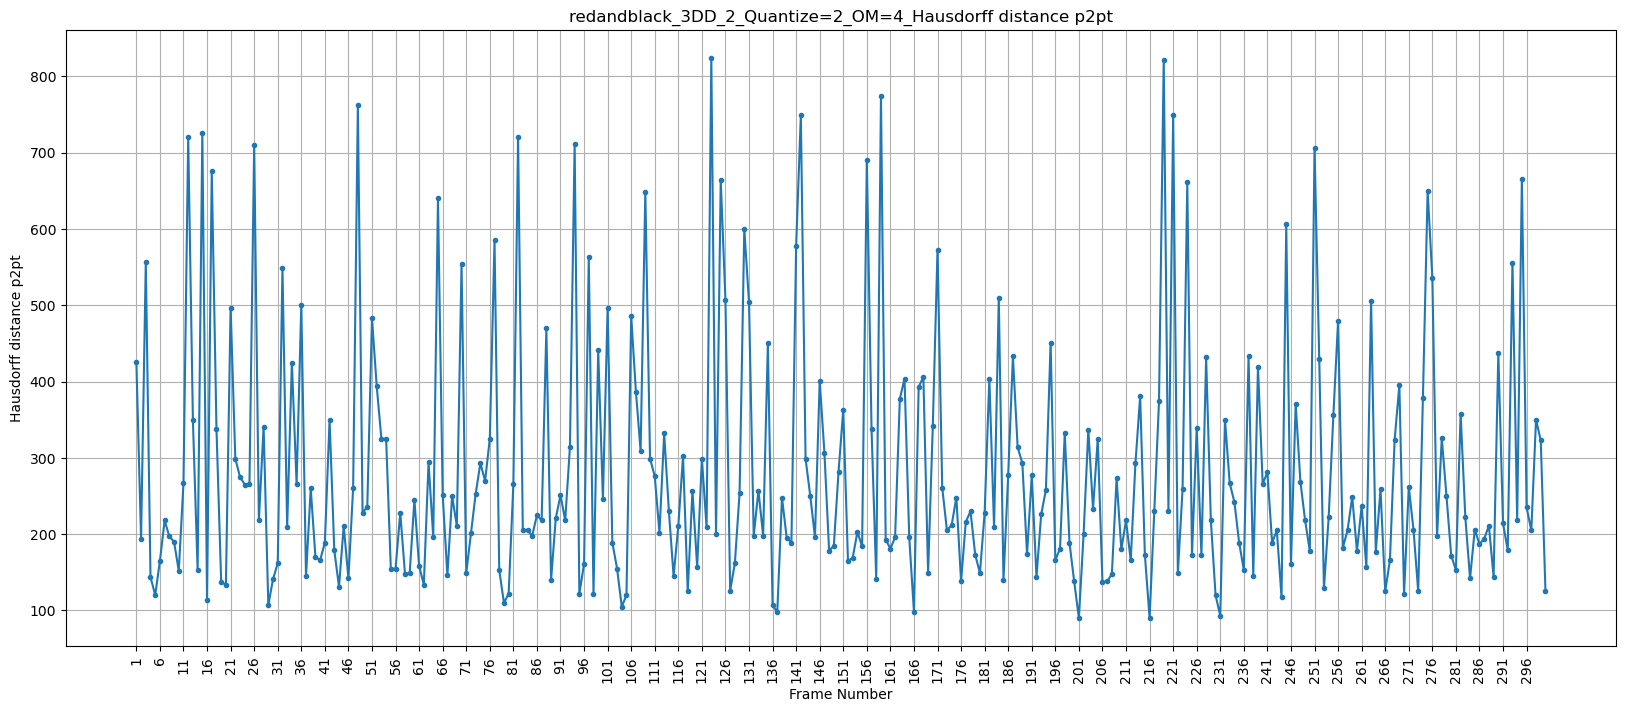 redandblack_3DD_2_Quantize=2_OM=4_Hausdorff distance p2pt
Hausdorff distance p2pt
800
700
600
500
400
300
200
100
1 6 11 16 21 26 31 36 41 46 51 56 61 66 71 76 81 86 91 96 101 106 111 116 121 126 131 136 141 146 151 156 161 166 171 176 181 186 191 196 201 206 211 216 221 226 231 236 241 246 251 256 261 266 271 276 281 286 291 296
Frame Number